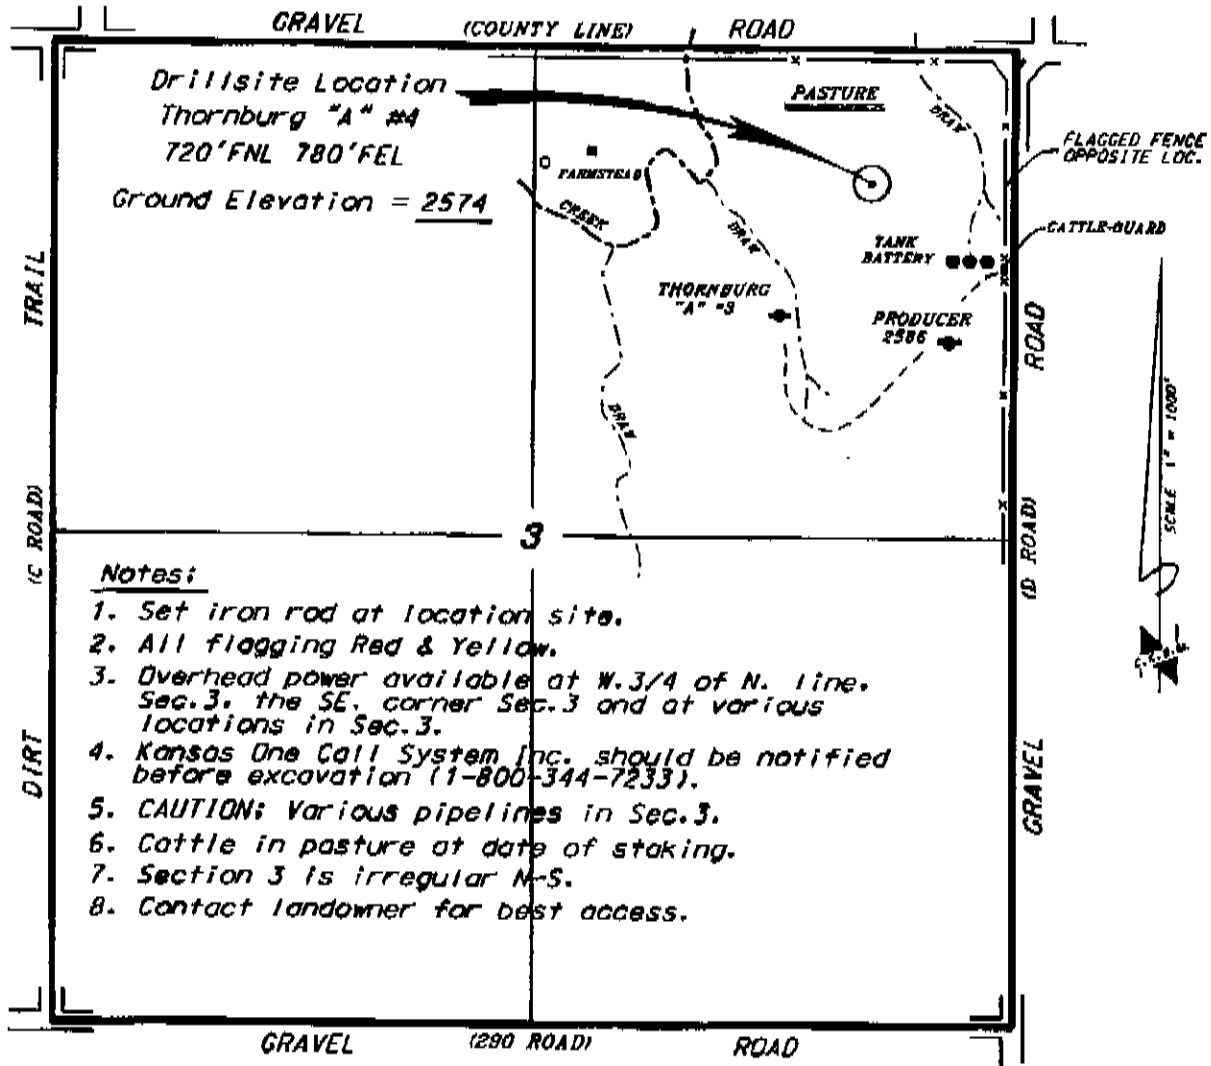 GRAVEL (COUNTY LINE) ROAD
Drillsite Location
Thornburg "A" #4
720'FNL 780'FEL
Ground Elevation = 2574
PASTURE
DRAW
FLAGGED FENCE
OPPOSITE LOC.
FARMSTEAD
CREEK
DRAW
CATTLE-GUARD
TANK
BATTERY
THORNBURG
"A" #3
PRODUCER
2586
DRAW
TRAIL
(C ROAD)
DIRT
ROAD
(D ROAD)
GRAVEL
SCALE 1" = 1000'
3
Notes:
1. Set iron rod at location site.
2. All flagging Red & Yellow.
3. Overhead power available at W.3/4 of N. line.
Sec.3. the SE. corner Sec.3 and at various
locations in Sec.3.
4. Kansas One Call System Inc. should be notified
before excavation (1-800-344-7233).
5. CAUTION: Various pipelines in Sec.3.
6. Cattle in pasture at date of staking.
7. Section 3 is irregular N-S.
8. Contact landowner for best access.
GRAVEL (290 ROAD) ROAD